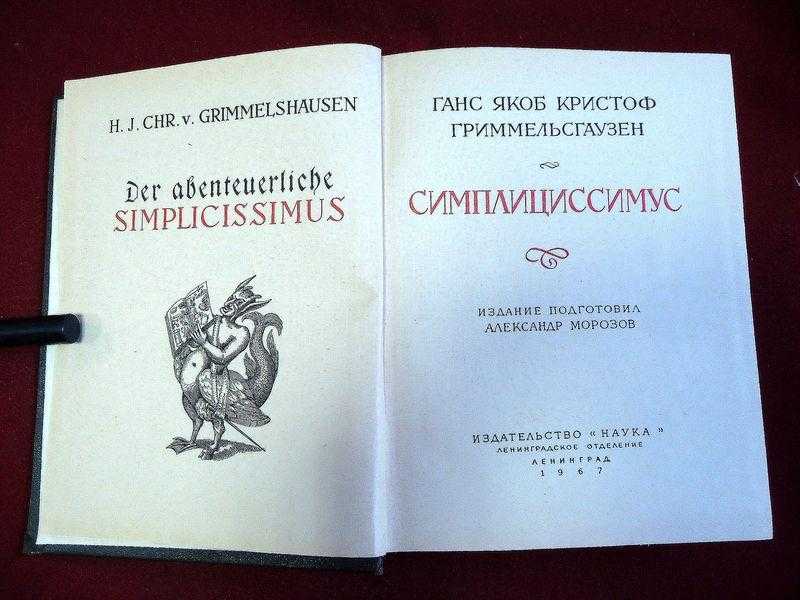 H. J. CHR. v. GRIMMELSHAUSEN
Der abenteuerliche
SIMPLICISSIMUS
ГАНС ЯКОБ КРИСТОФ
ГРИММЕЛЬСГАУЗЕН
СИМПЛИЦИССИМУС
ИЗДАНИЕ ПОДГОТОВИЛ
АЛЕКСАНДР МОРОЗОВ
ИЗДАТЕЛЬСТВО «НАУКА»
ЛЕНИНГРАДСКОЕ ОТДЕЛЕНИЕ
ЛЕНИНГРАД
1967